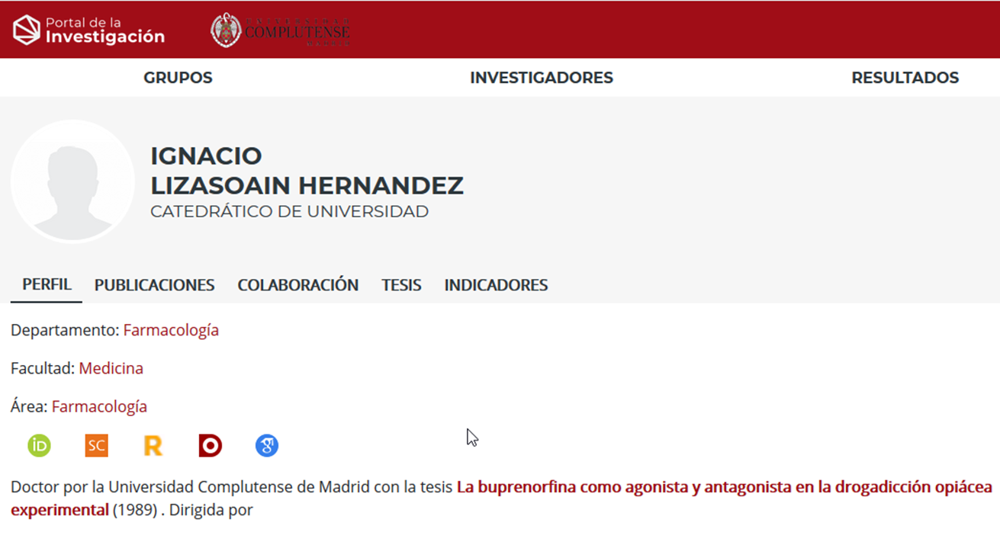 Portal de la
Investigación
UNIVERSIDAD
COMPLUTENSE
MADRID
GRUPOS INVESTIGADORES RESULTADOS
IGNACIO
LIZASOAIN HERNANDEZ
CATEDRÁTICO DE UNIVERSIDAD
PERFIL PUBLICACIONES COLABORACIÓN TESIS INDICADORES
Departamento: Farmacología
Facultad: Medicina
Área: Farmacología
iD SC R g
Doctor por la Universidad Complutense de Madrid con la tesis La buprenorfina como agonista y antagonista en la drogadicción opiácea
experimental (1989) . Dirigida por